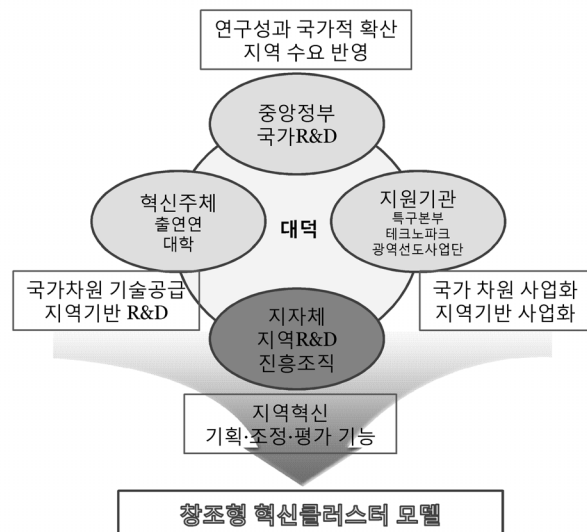 연구성과 국가적 확산
지역 수요 반영
중앙정부
국가R&D
혁신주체
출연연
대학
대덕
지원기관
특구본부
테크노파크
광역선도사업단
국가차원 기술공급
지역기반 R&D
국가 차원 사업화
지역기반 사업화
지자체
지역R&D
진흥조직
지역혁신
기획·조정·평가 기능
창조형 혁신클러스터 모델